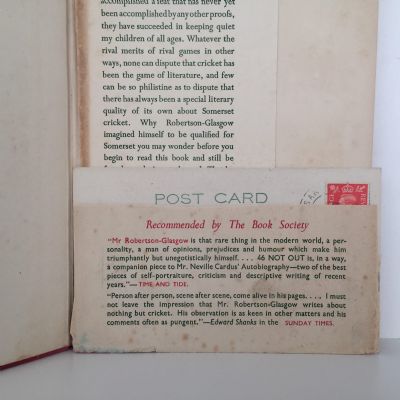 accomplished a feat that has never yet
been accomplished by any other proofs,
they have succeeded in keeping quiet
my children of all ages. Whatever the
rival merits of rival games in other
ways, none can dispute that cricket has
been the game of literature, and few
can be so philistine as to dispute that
there has always been a special literary
quality of its own about Somerset
cricket. Why Robertson-Glasgow
imagined himself to be qualified for
Somerset you may wonder before you
begin to read this book and still be
POST CARD
Recommended by The Book Society
"Mr Robertson-Glasgow is that rare thing in the modern world, a per-
sonality, a man of opinions, prejudices and humour which make him
triumphantly but unegotistically himself. . . . 46 NOT OUT is, in a way,
a companion piece to Mr. Neville Cardus' Autobiography—two of the best
pieces of self-portraiture, criticism and descriptive writing of recent
years."—TIME AND TIDE.
"Person after person, scene after scene, come alive in his pages. . . . I must
not leave the impression that Mr. Robertson-Glasgow writes about
nothing but cricket. His observation is as keen in other matters and his
comments often as pungent."—Edward Shanks in the SUNDAY TIMES.